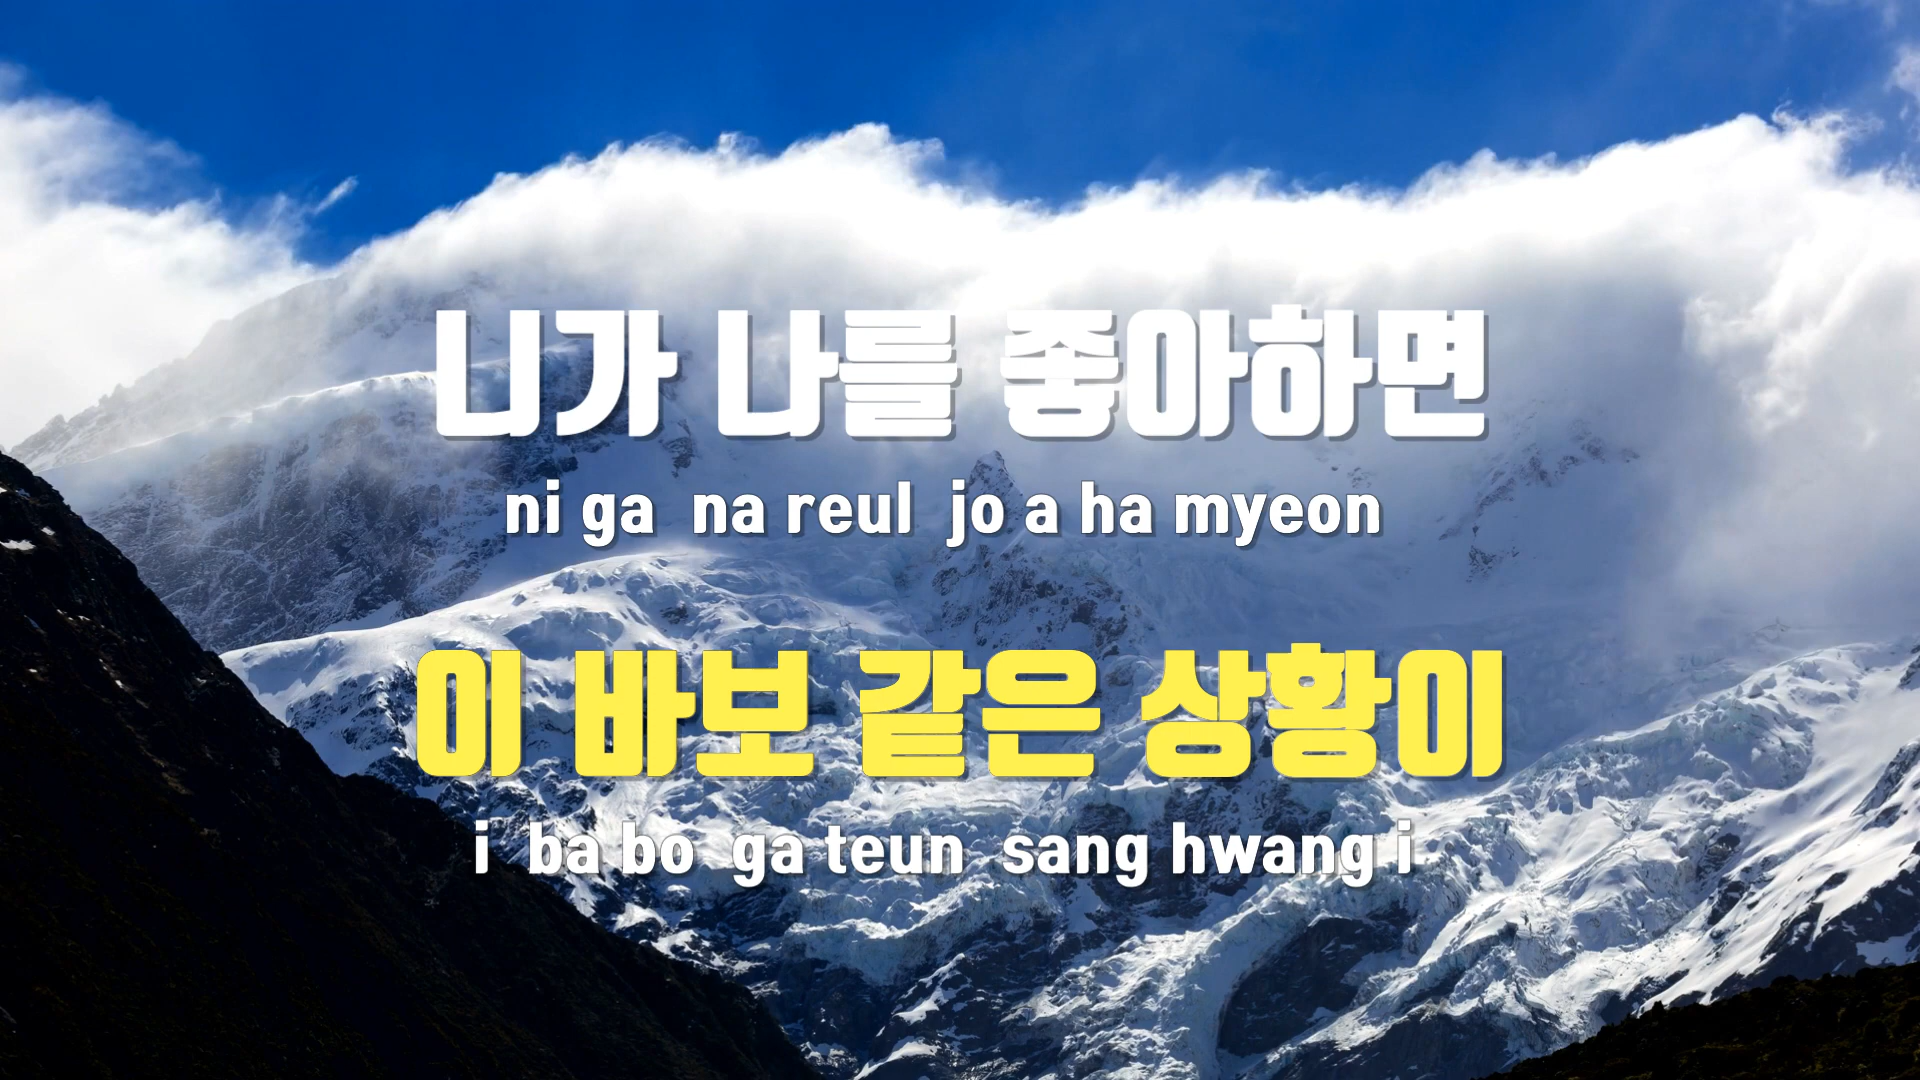 니가 나를 좋아하면
ni ga na reul jo a ha myeon
이 바보 같은 상황이
i ba bo ga teun sang hwang i